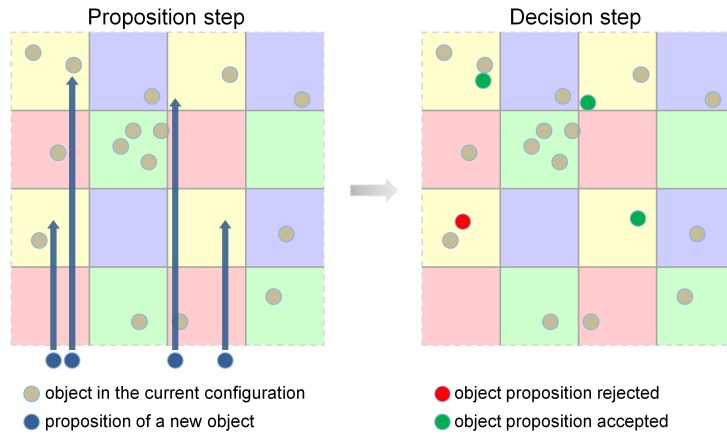 Proposition step
Decision step
object in the current configuration
proposition of a new object
object proposition rejected
object proposition accepted